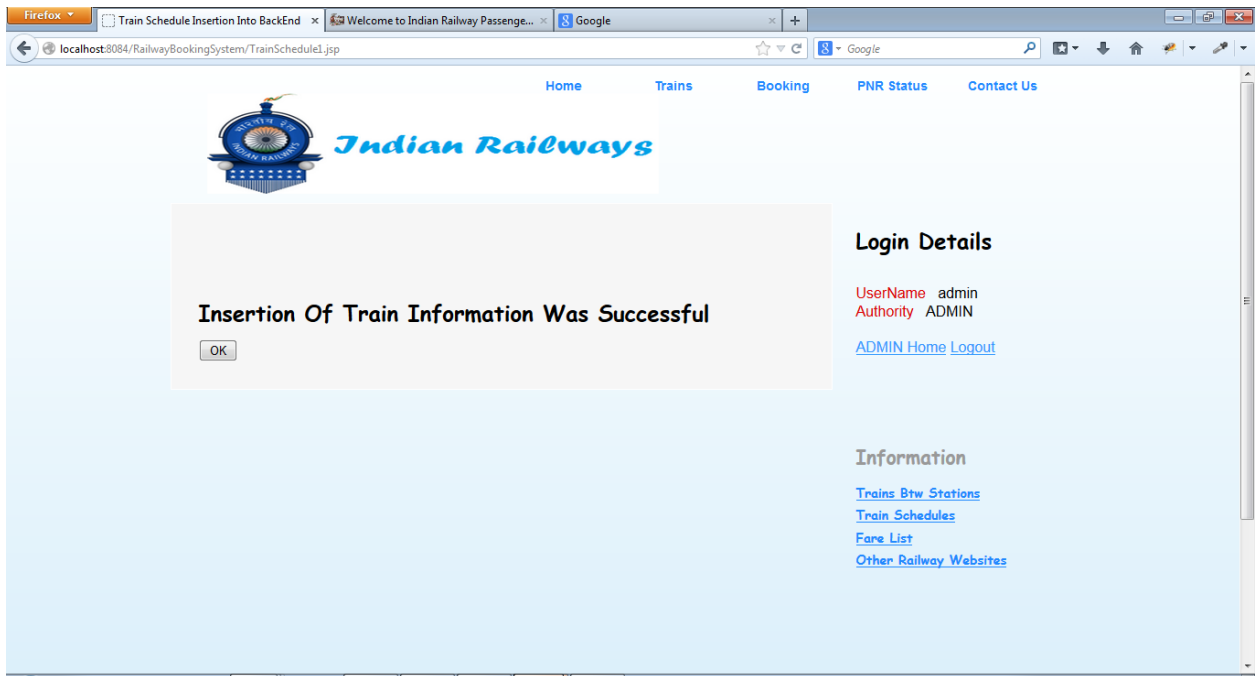 Firefox
Train Schedule Insertion Into BackEnd
Welcome to Indian Railway Passenge...
Google
localhost:8084/RailwayBookingSystem/TrainSchedule1.jsp
Google
Home Trains Booking PNR Status Contact Us
भारतीय रेल
INDIAN RAILWAYS
Indian Railways
Insertion Of Train Information Was Successful
OK
Login Details
UserName admin
Authority ADMIN
ADMIN Home Logout
Information
Trains Btw Stations
Train Schedules
Fare List
Other Railway Websites